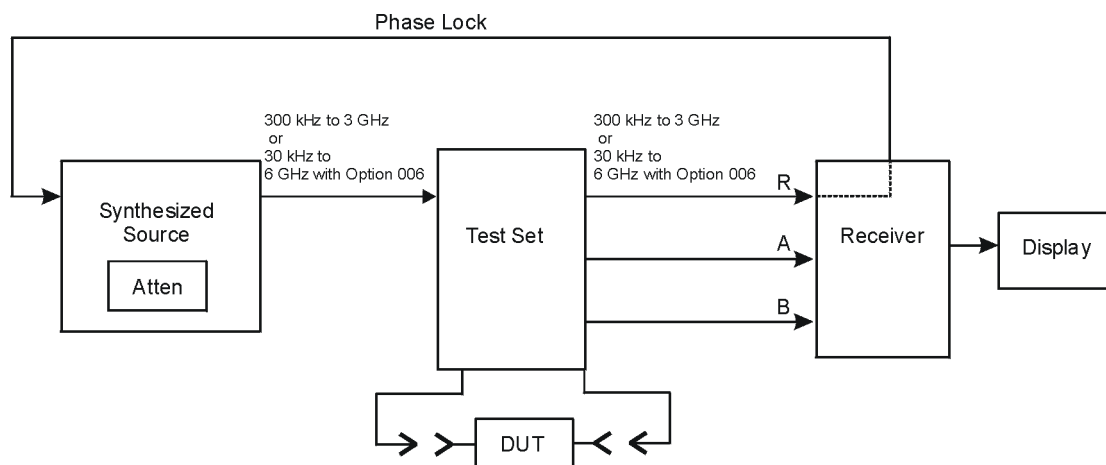 Phase Lock
300 kHz to 3 GHz
or
30 kHz to
6 GHz with Option 006
300 kHz to 3 GHz
or
30 kHz to
6 GHz with Option 006
Synthesized
Source
Atten
Test Set
R
A
B
Receiver
Display
DUT